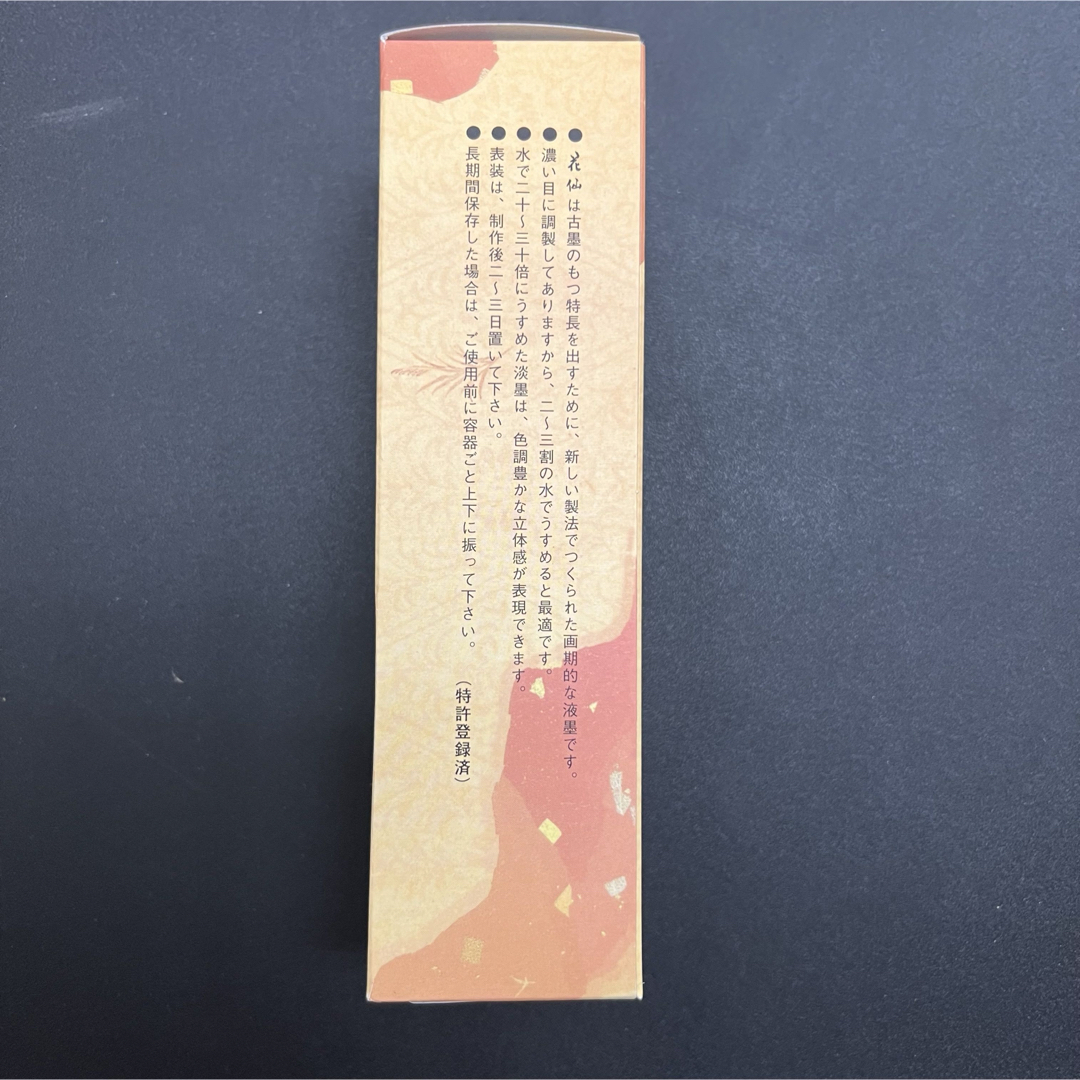 ●花仙は古墨のもつ特長を出すために、新しい製法でつくられた画期的な液墨です。
●濃い目に調製してありますから、二〜三割の水でうすめると最適です。
●水で二十〜三十倍にうすめた淡墨は、色調豊かな立体感が表現できます。
●表装は、制作後二〜三日置いて下さい。
●長期間保存した場合は、ご使用前に容器ごと上下に振って下さい。 (特許登録済)